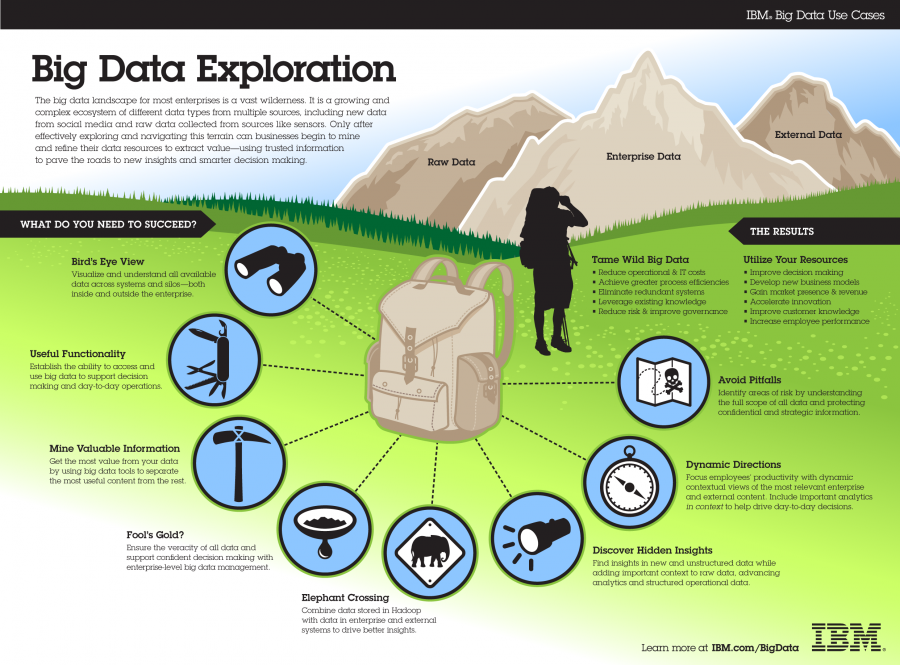 IBM® Big Data Use Cases
Big Data Exploration
The big data landscape for most enterprises is a vast wilderness. It is a growing and
complex ecosystem of different data types from multiple sources, including new data
from social media and raw data collected from sources like sensors. Only after
effectively exploring and navigating this terrain can businesses begin to mine
and refine their data resources to extract value—using trusted information
to pave the roads to new insights and smarter decision making.
Raw Data
Enterprise Data
External Data
WHAT DO YOU NEED TO SUCCEED?
Bird's Eye View
Visualize and understand all available
data across systems and silos—both
inside and outside the enterprise.
Useful Functionality
Establish the ability to access and
use big data to support decision
making and day-to-day operations.
Mine Valuable Information
Get the most value from your data
by using big data tools to separate
the most useful content from the rest.
Fool's Gold?
Ensure the veracity of all data and
support confident decision making with
enterprise-level big data management.
Elephant Crossing
Combine data stored in Hadoop
with data in enterprise and external
systems to drive better insights.
Discover Hidden Insights
Find insights in new and unstructured data while
adding important context to raw data, advancing
analytics and structured operational data.
Dynamic Directions
Focus employees' productivity with dynamic
contextual views of the most relevant enterprise
and external content. Include important analytics
in context to help drive day-to-day decisions.
Avoid Pitfalls
Identify areas of risk by understanding
the full scope of all data and protecting
confidential and strategic information.
THE RESULTS
Tame Wild Big Data
▪ Reduce operational & IT costs
▪ Achieve greater process efficiencies
▪ Eliminate redundant systems
▪ Leverage existing knowledge
▪ Reduce risk & improve governance
Utilize Your Resources
▪ Improve decision making
▪ Develop new business models
▪ Gain market presence & revenue
▪ Accelerate innovation
▪ Improve customer knowledge
▪ Increase employee performance
Learn more at IBM.com/BigData
IBM®